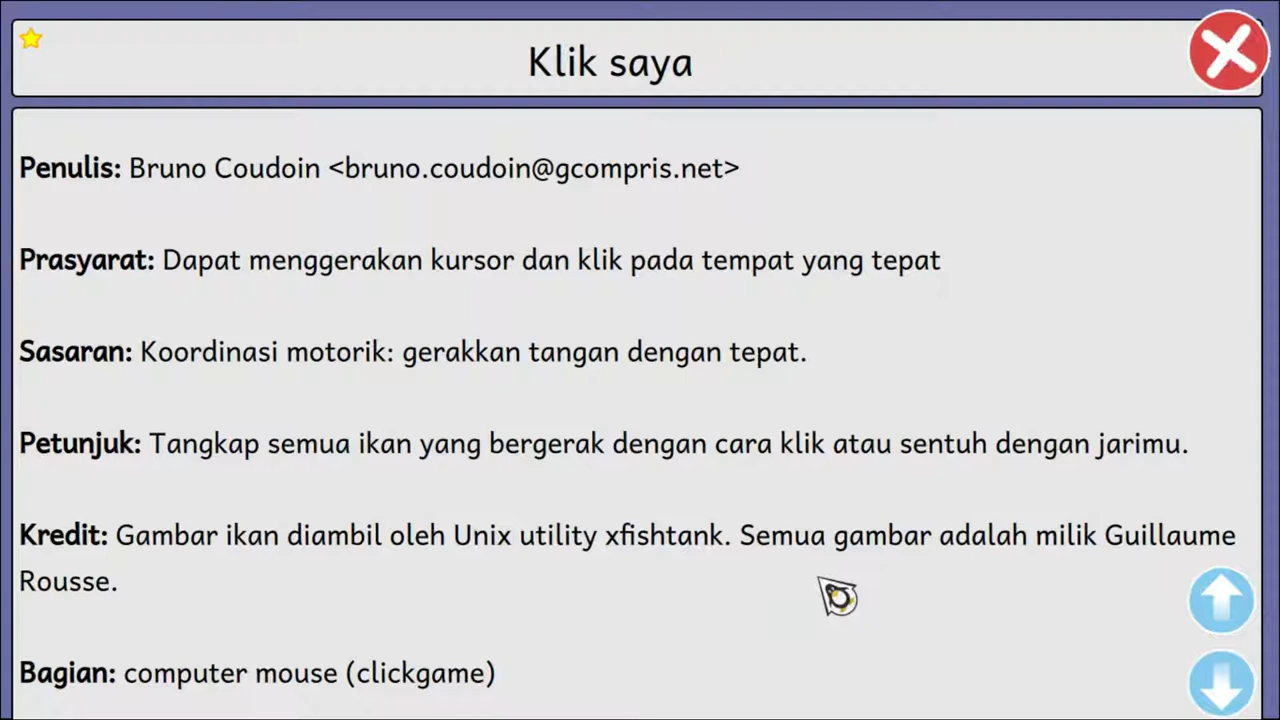 Klik saya
Penulis: Bruno Coudoin <bruno.coudoin@gcompris.net>
Prasyarat: Dapat menggerakan kursor dan klik pada tempat yang tepat
Sasaran: Koordinasi motorik: gerakkan tangan dengan tepat.
Petunjuk: Tangkap semua ikan yang bergerak dengan cara klik atau sentuh dengan jarimu.
Kredit: Gambar ikan diambil oleh Unix utility xfishtank. Semua gambar adalah milik Guillaume
Rousse.
Bagian: computer mouse (clickgame)